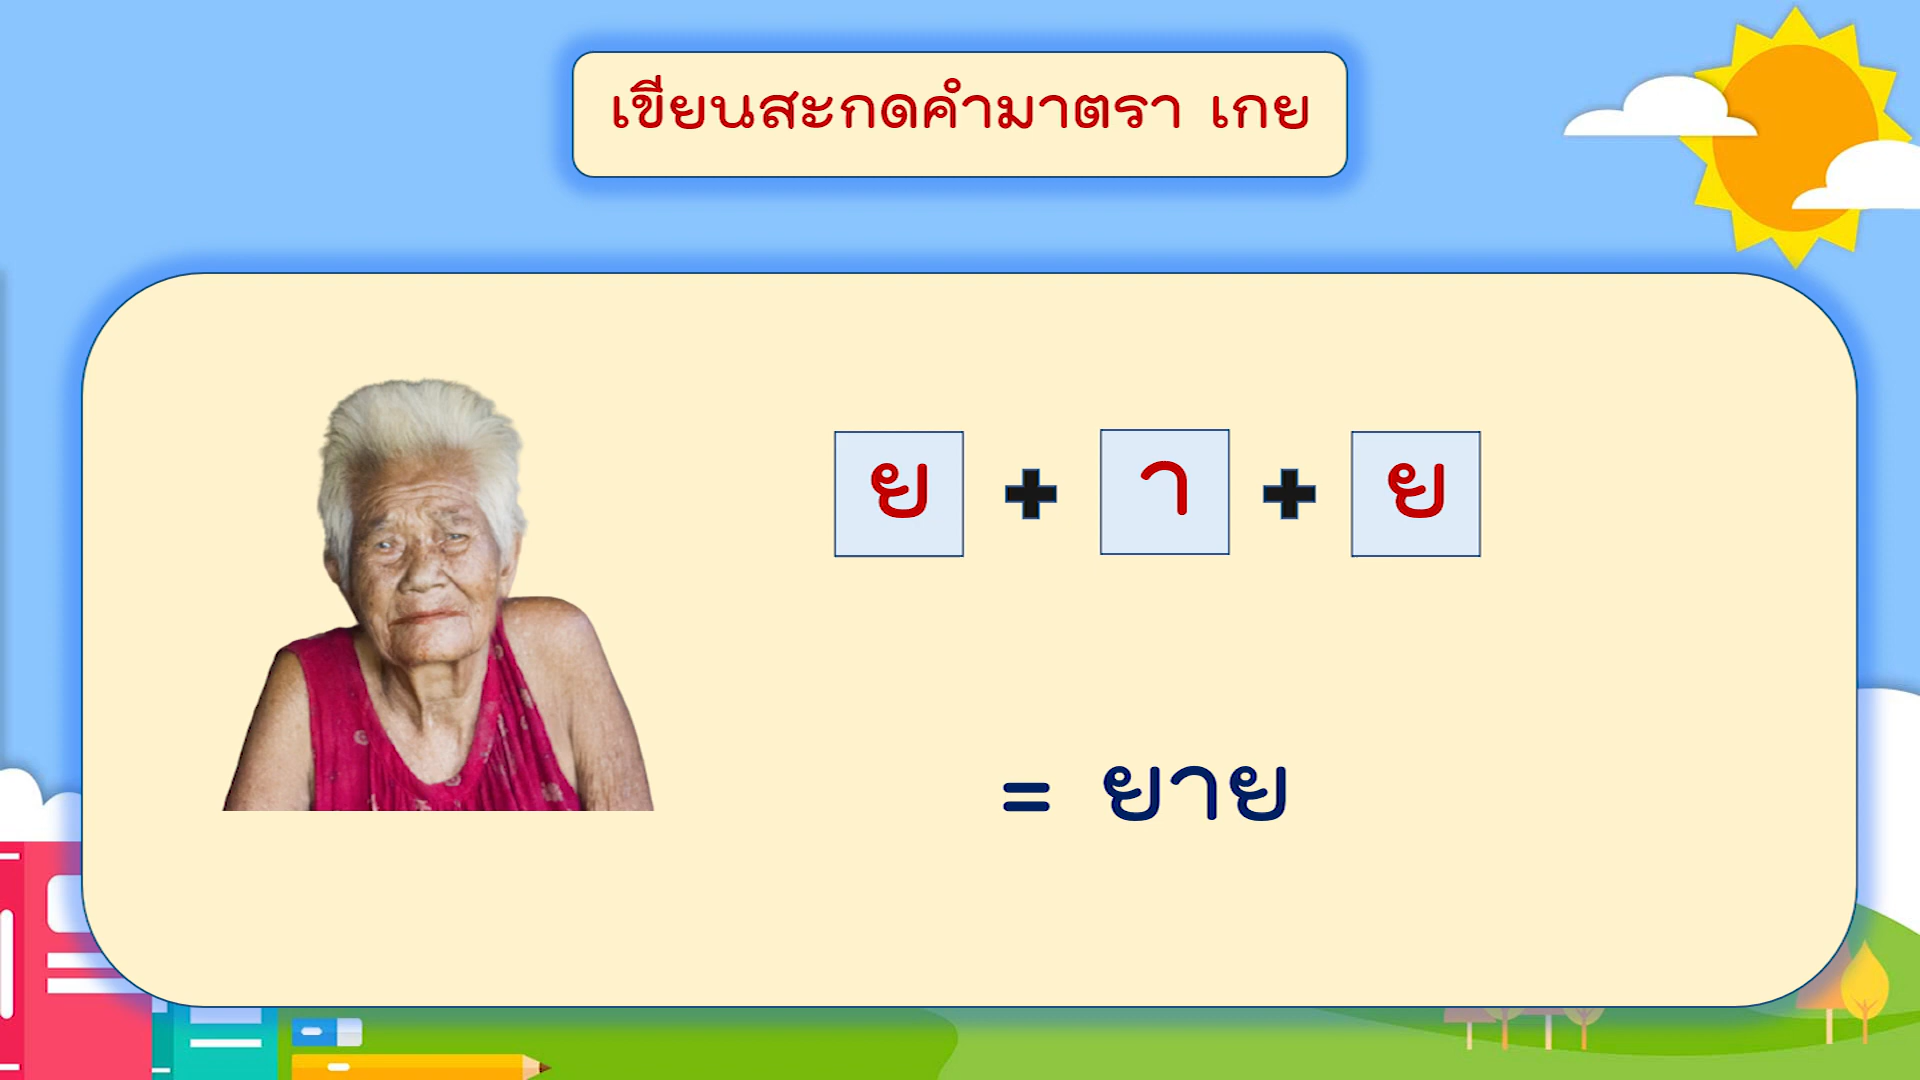 เขียนสะกดคำมาตรา เกย
ย + า + ย
= ยาย